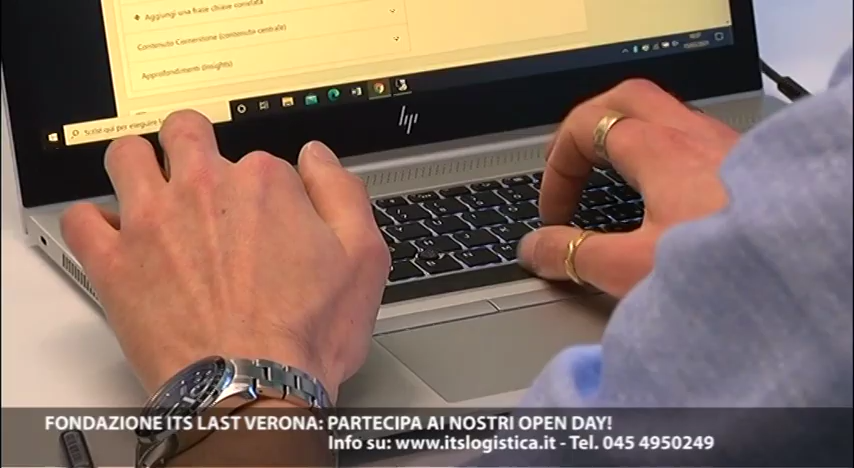 Aggiungi una frase chiave correlata
Contenuto Cornerstone (contenuto centrale)
Approfondimenti (Insights)
Scrivi qui per eseguire la
hp
FONDAZIONE ITS LAST VERONA: PARTECIPA AI NOSTRI OPEN DAY!
Info su: www.itslogistica.it - Tel. 045 4950249